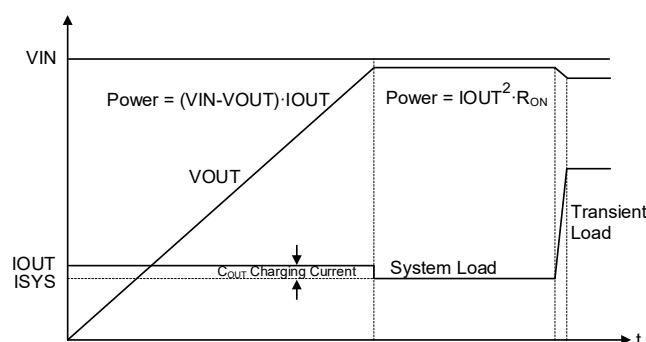 VIN
Power = (VIN-VOUT)·IOUT
Power = IOUT²·RON
VOUT
Transient
Load
IOUT
COUT Charging Current
System Load
ISYS
t